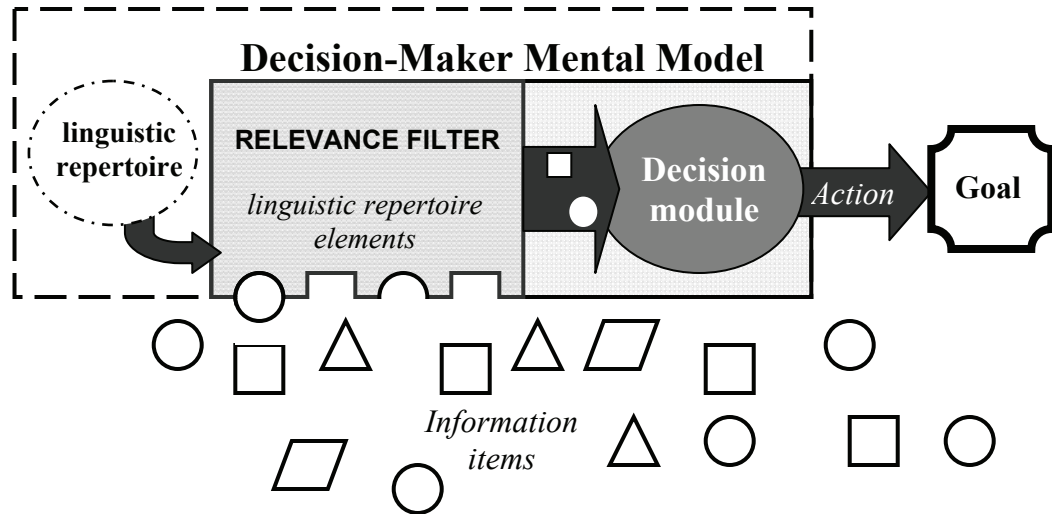 Decision-Maker Mental Model
linguistic
repertoire
RELEVANCE FILTER
linguistic repertoire
elements
Decision
module
Action
Goal
Information
items